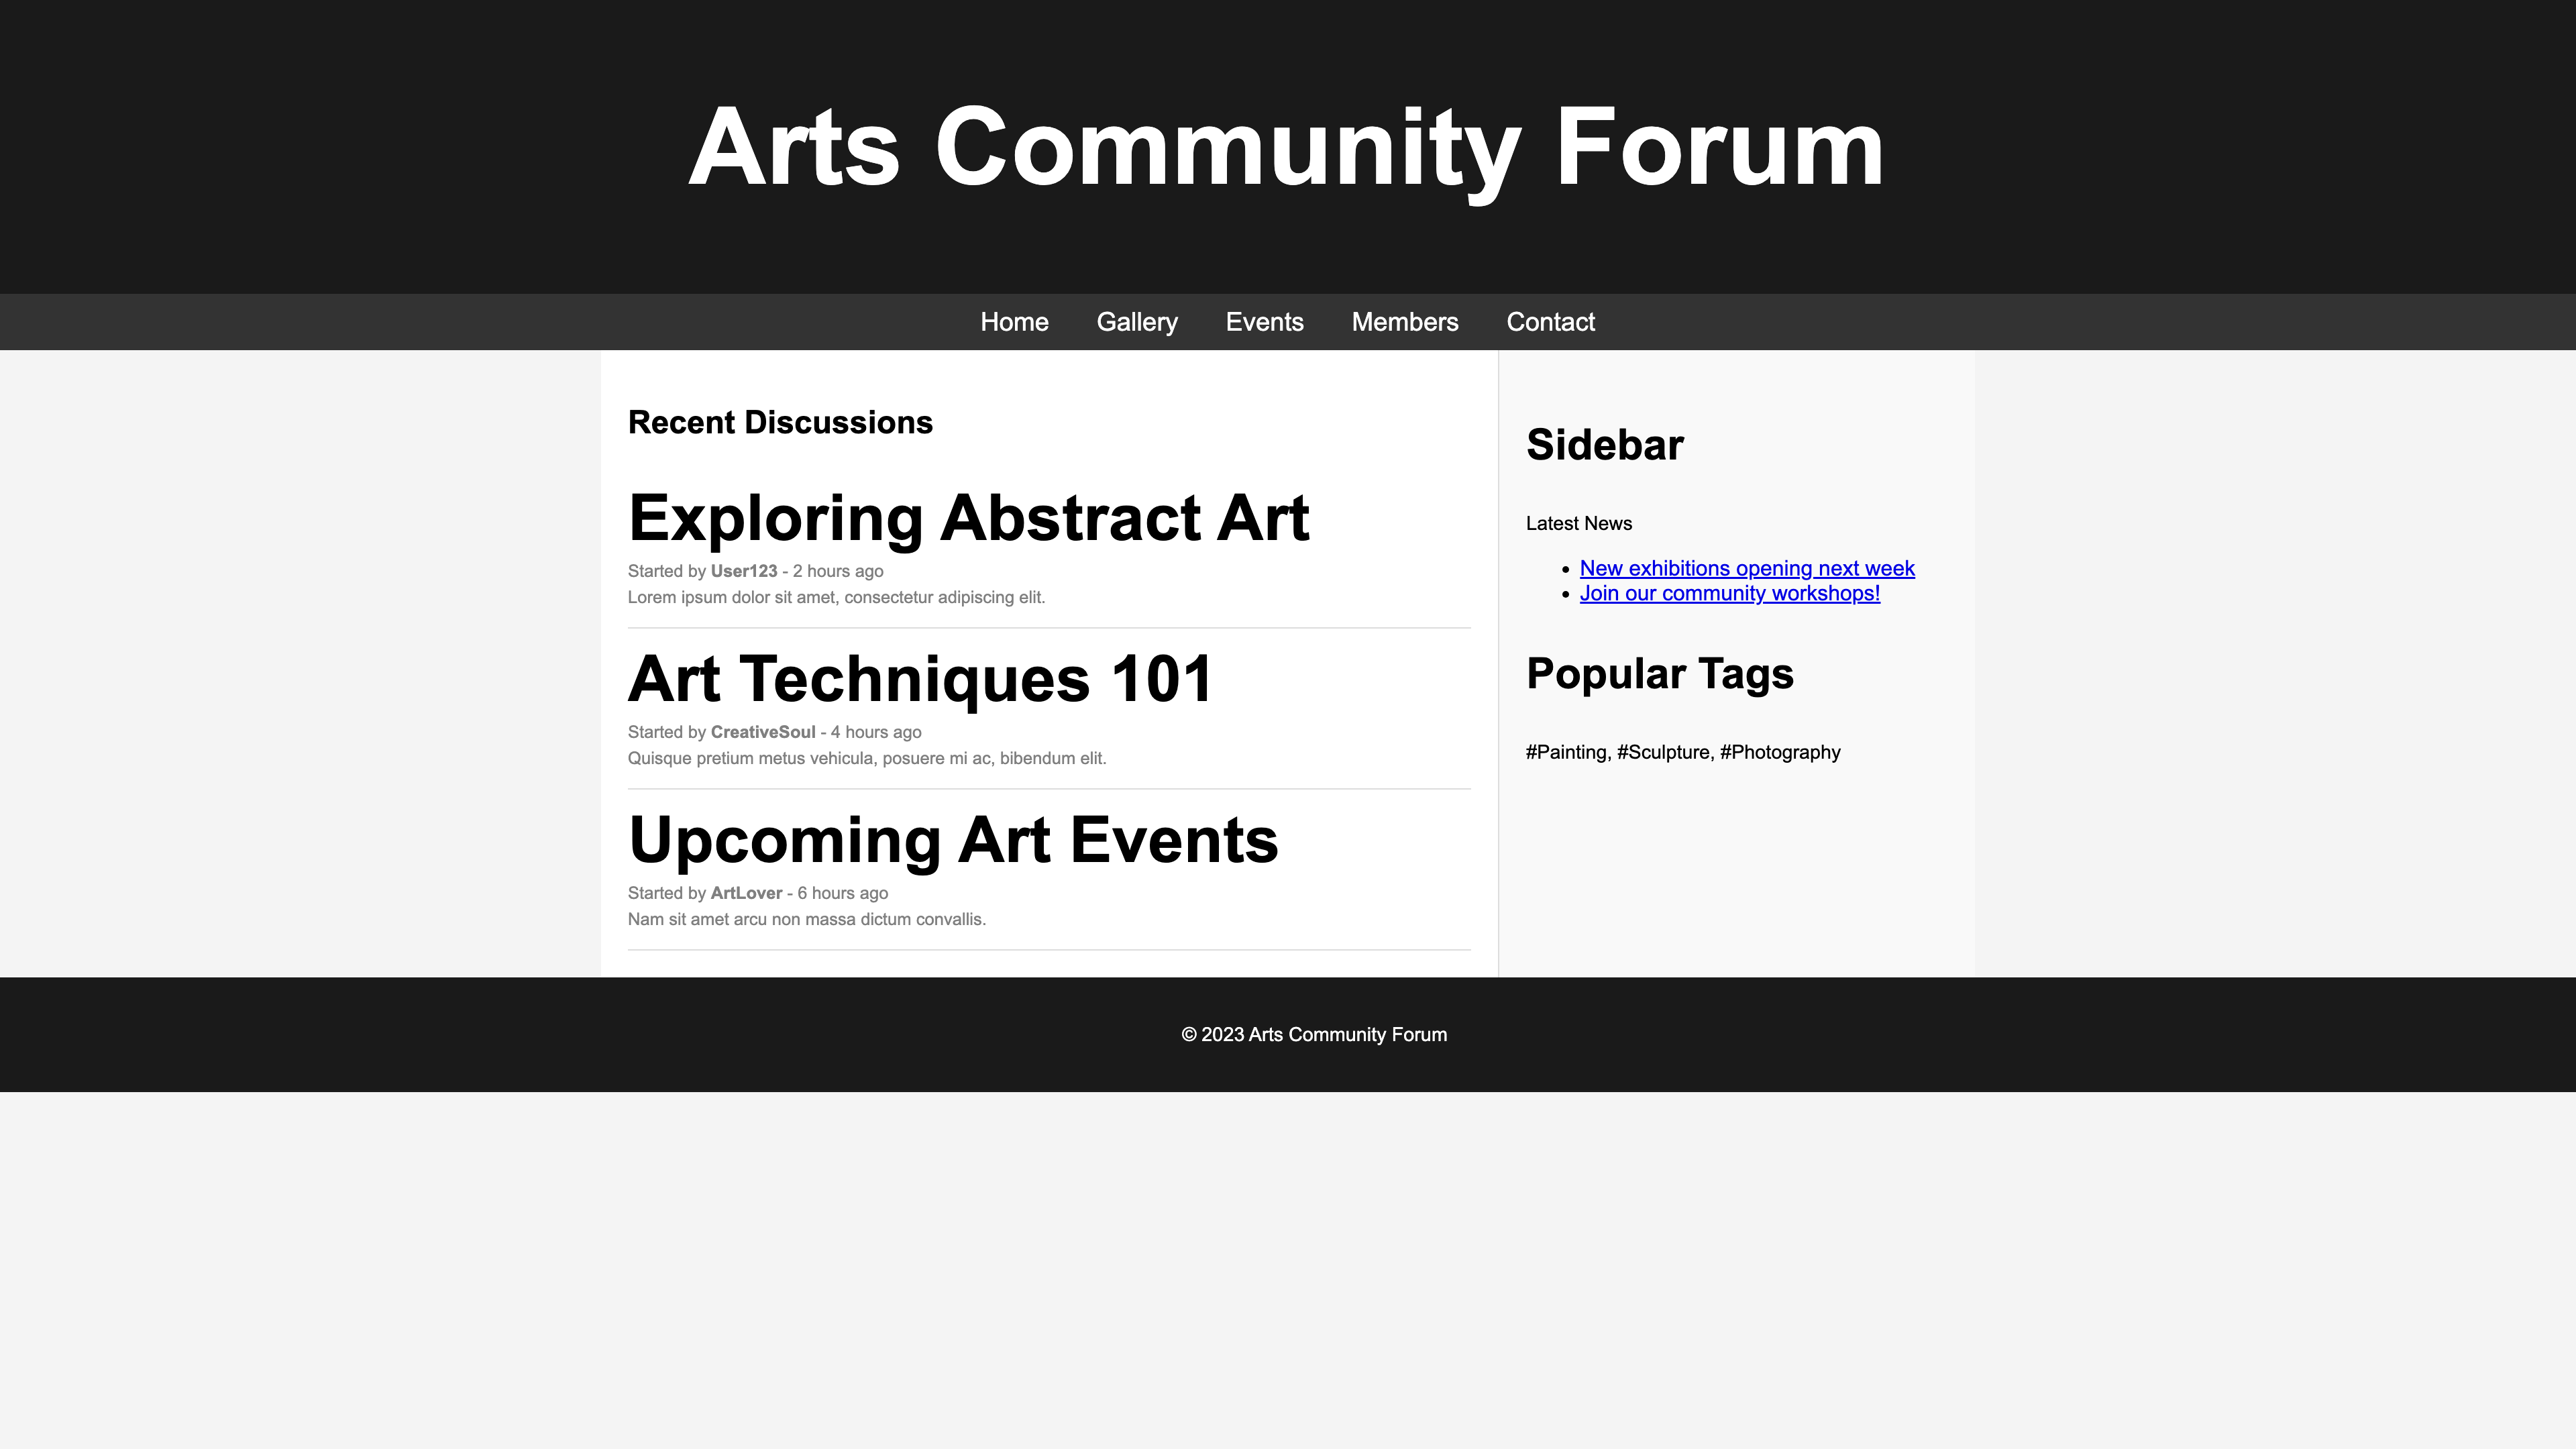 Arts Community Forum
Home Gallery Events Members Contact
Recent Discussions
Exploring Abstract Art
Started by User123 - 2 hours ago
Lorem ipsum dolor sit amet, consectetur adipiscing elit.
Art Techniques 101
Started by CreativeSoul - 4 hours ago
Quisque pretium metus vehicula, posuere mi ac, bibendum elit.
Upcoming Art Events
Started by ArtLover - 6 hours ago
Nam sit amet arcu non massa dictum convallis.
Sidebar
Latest News
New exhibitions opening next week
Join our community workshops!
Popular Tags
#Painting, #Sculpture, #Photography
© 2023 Arts Community Forum